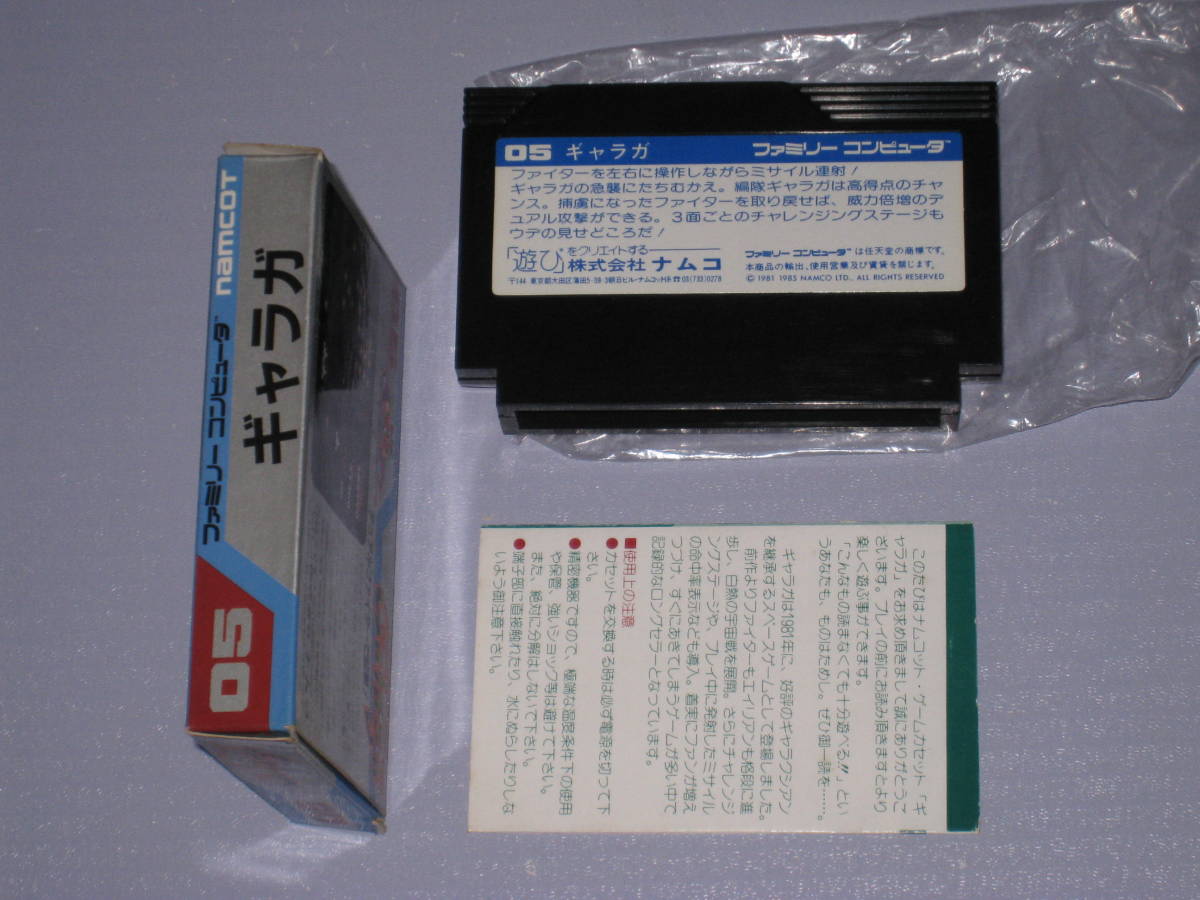 namcot
ファミリー コンピュータ™
ギャラガ
05
05 ギャラガ
ファミリー コンピュータ™
ファイターを左右に操作しながらミサイル連射!
ギャラガの急襲にたちむかえ。編隊ギャラガは高得点のチャ
ンス。捕虜になったファイターを取り戻せば、威力倍増のデ
ュアル攻撃ができる。3面ごとのチャレンジングステージも
ウデの見せどころだ!
「遊び」をクリエイトする
株式会社 ナムコ
ファミリー コンピュータ™は任天堂の商標です。
本商品の輸出、使用営業及び賃貸を禁じます。
© 1981 1985 NAMCO LTD., ALL RIGHTS RESERVED
このたびはナムコット・ゲームカセット「ギ
ャラガ」をお求め頂きまして誠にありがとうご
ざいます。プレイの前にお読み頂きますとより
楽しく遊ぶ事ができます。
「こんなもの読まなくても十分遊べる!!」とい
うあなたも、ものはためし。ぜひ御一読を……。
ギャラガは1981年に、好評のギャラクシアン
を継承するスペースゲームとして登場しました。
前作よりファイターもエイリアンも格段に進
歩し、白熱の宇宙戦を展開。さらにチャレンジ
ングステージや、プレイ中に発射したミサイル
の命中率表示なども導入。着実にファンが増え
つづけ、すぐにあきてしまうゲームが多い中で
記録的なロングセラーとなっています。
■使用上の注意
●カセットを交換する時は必ず電源を切って下
さい。
●精密機器ですので、極端な温度条件下の使用
や保管、強いショック等は避けて下さい。
また、絶対に分解はしないで下さい。
●端子部に直接触れたり、水にぬらしたりしな
いよう御注意下さい。